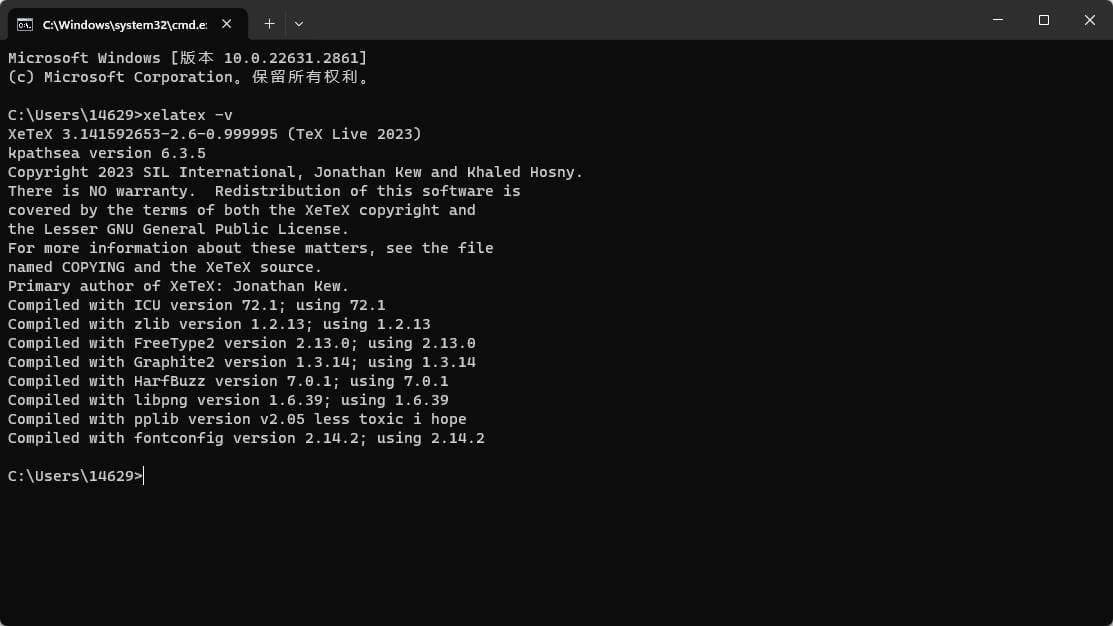 C:\Windows\system32\cmd.e:
Microsoft Windows [版本 10.0.22631.2861]
(c) Microsoft Corporation。保留所有权利。
C:\Users\14629>xelatex -v
XeTeX 3.141592653-2.6-0.999995 (TeX Live 2023)
kpathsea version 6.3.5
Copyright 2023 SIL International, Jonathan Kew and Khaled Hosny.
There is NO warranty.  Redistribution of this software is
covered by the terms of both the XeTeX copyright and
the Lesser GNU General Public License.
For more information about these matters, see the file
named COPYING and the XeTeX source.
Primary author of XeTeX: Jonathan Kew.
Compiled with ICU version 72.1; using 72.1
Compiled with zlib version 1.2.13; using 1.2.13
Compiled with FreeType2 version 2.13.0; using 2.13.0
Compiled with Graphite2 version 1.3.14; using 1.3.14
Compiled with HarfBuzz version 7.0.1; using 7.0.1
Compiled with libpng version 1.6.39; using 1.6.39
Compiled with pplib version v2.05 less toxic i hope
Compiled with fontconfig version 2.14.2; using 2.14.2
C:\Users\14629>